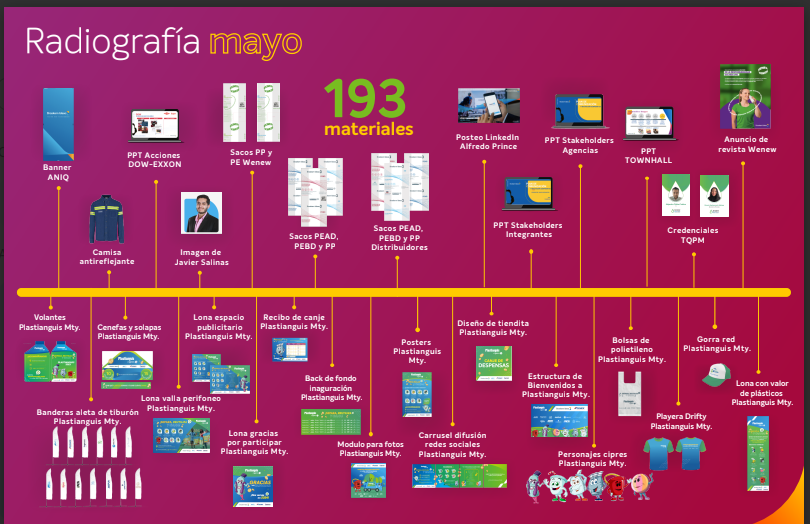 Radiografía mayo
193
materiales
Banner
ANIQ
PPT Acciones
DOW-EXXON
Sacos PP y
PE Wenew
Posteo LinkedIn
Alfredo Prince
PPT Stakeholders
Agencias
PPT
TOWNHALL
Anuncio de
revista Wenew
Camisa
antireflejante
Imagen de
Javier Salinas
Sacos PEAD,
PEBD y PP
Sacos PEAD,
PEBD y PP
Distribuidores
PPT Stakeholders
Integrantes
Credenciales
TQPM
Volantes
Plastianguis Mty.
Cenefas y solapas
Plastianguis Mty.
Lona espacio
publicitario
Plastianguis Mty.
Recibo de canje
Plastianguis Mty.
Posters
Plastianguis
Mty.
Diseño de tiendita
Plastianguis Mty.
CANJE DE
DESPENSAS
Bolsas de
polietileno
Plastianguis Mty.
Gorra red
Plastianguis Mty.
Banderas aleta de tiburón
Plastianguis Mty.
Lona valla perifoneo
Plastianguis Mty.
Back de fondo
inaguración
Plastianguis Mty.
Estructura de
Bienvenidos a
Plastianguis Mty.
Lona con valor
de plásticos
Plastianguis Mty.
Lona gracias
por participar
Plastianguis Mty.
GRACIAS
Modulo para fotos
Plastianguis Mty.
Carrusel difusión
redes sociales
Plastianguis Mty.
Personajes cipres
Plastianguis Mty.
Playera Drifty
Plastianguis Mty.